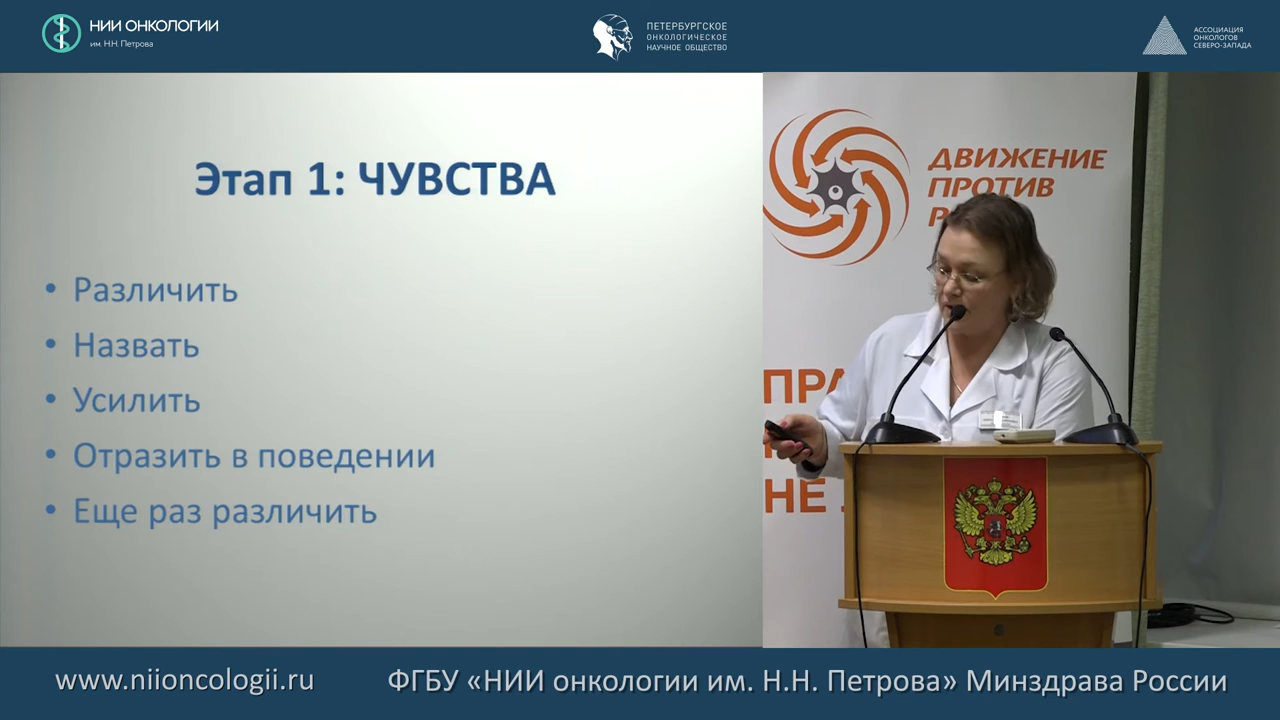 НИИ ОНКОЛОГИИ
им. Н.Н. Петрова
ПЕТЕРБУРГСКОЕ
ОНКОЛОГИЧЕСКОЕ
НАУЧНОЕ ОБЩЕСТВО
АССОЦИАЦИЯ
ОНКОЛОГОВ
СЕВЕРО-ЗАПАДА
Этап 1: ЧУВСТВА
• Различить
• Назвать
• Усилить
• Отразить в поведении
• Еще раз различить
ДВИЖЕНИЕ
ПРОТИВ
НЕ
www.niioncologii.ru
ФГБУ «НИИ онкологии им. Н.Н. Петрова» Минздрава России